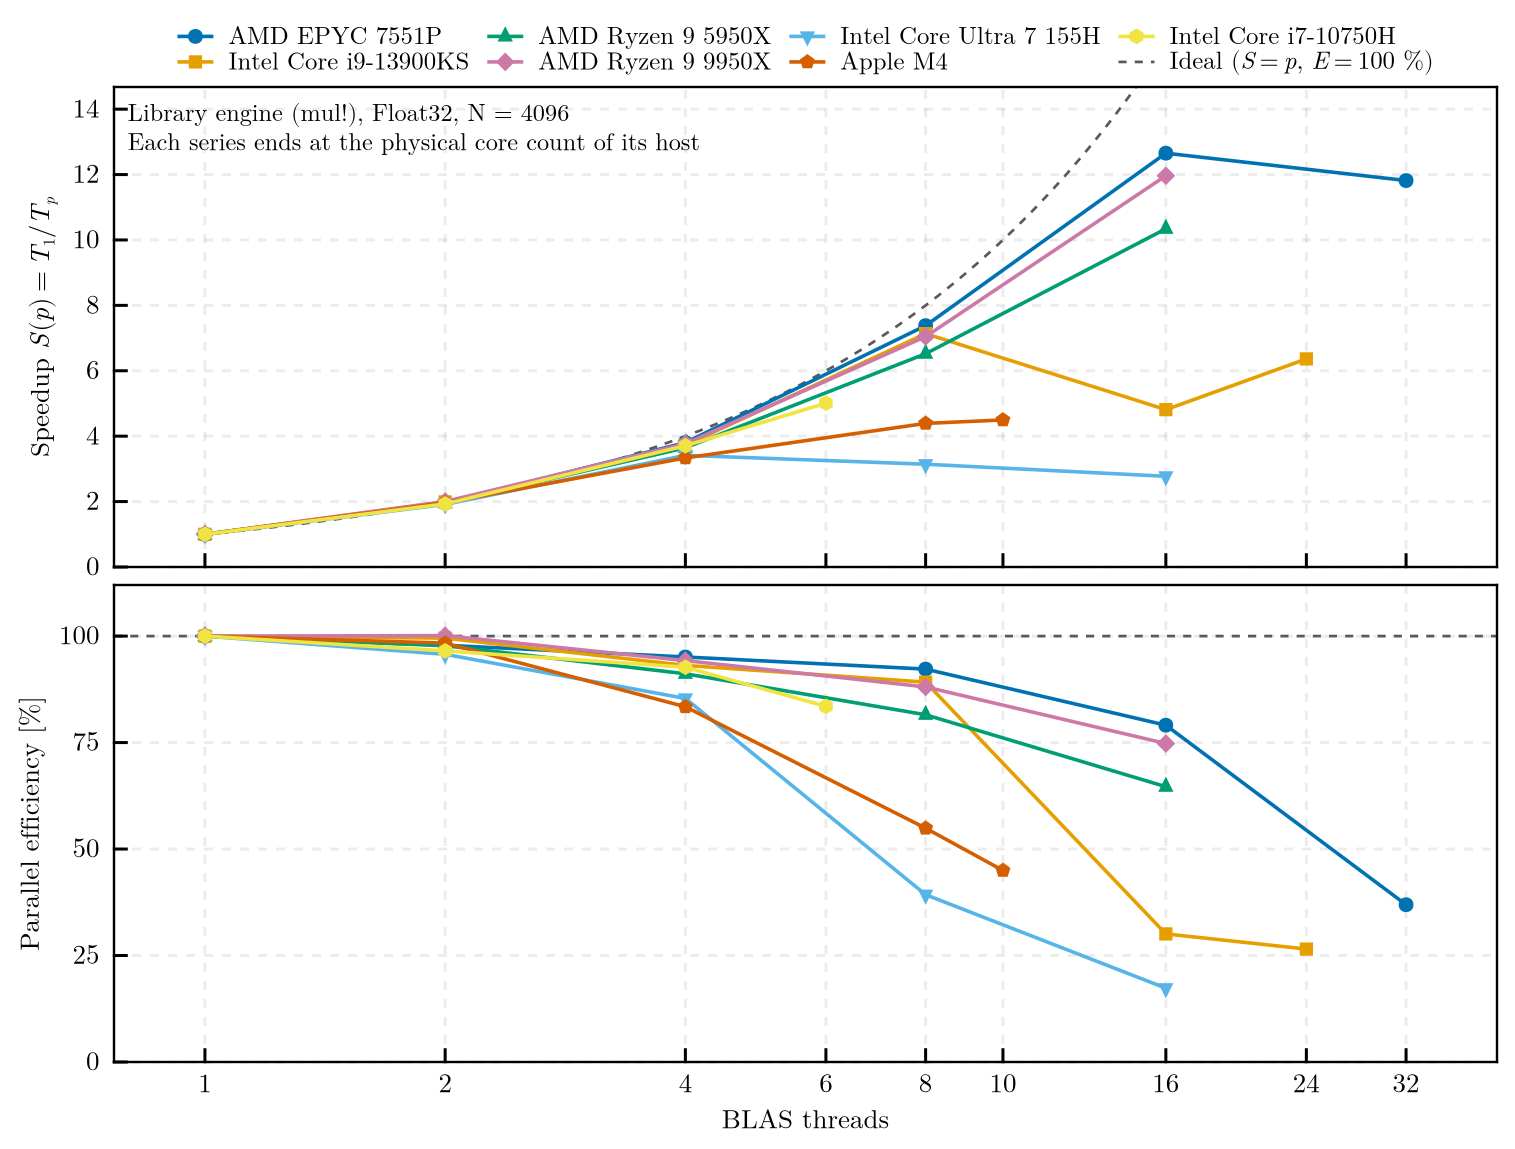 AMD EPYC 7551P AMD Ryzen 9 5950X Intel Core Ultra 7 155H Intel Core i7-10750H
Intel Core i9-13900KS AMD Ryzen 9 9950X Apple M4 Ideal (S = p, E = 100 %)
Library engine (mul!), Float32, N = 4096
Each series ends at the physical core count of its host
Speedup S(p) = T₁/Tₚ
14
12
10
8
6
4
2
0
Parallel efficiency [%]
100
75
50
25
0
1 2 4 6 8 10 16 24 32
BLAS threads